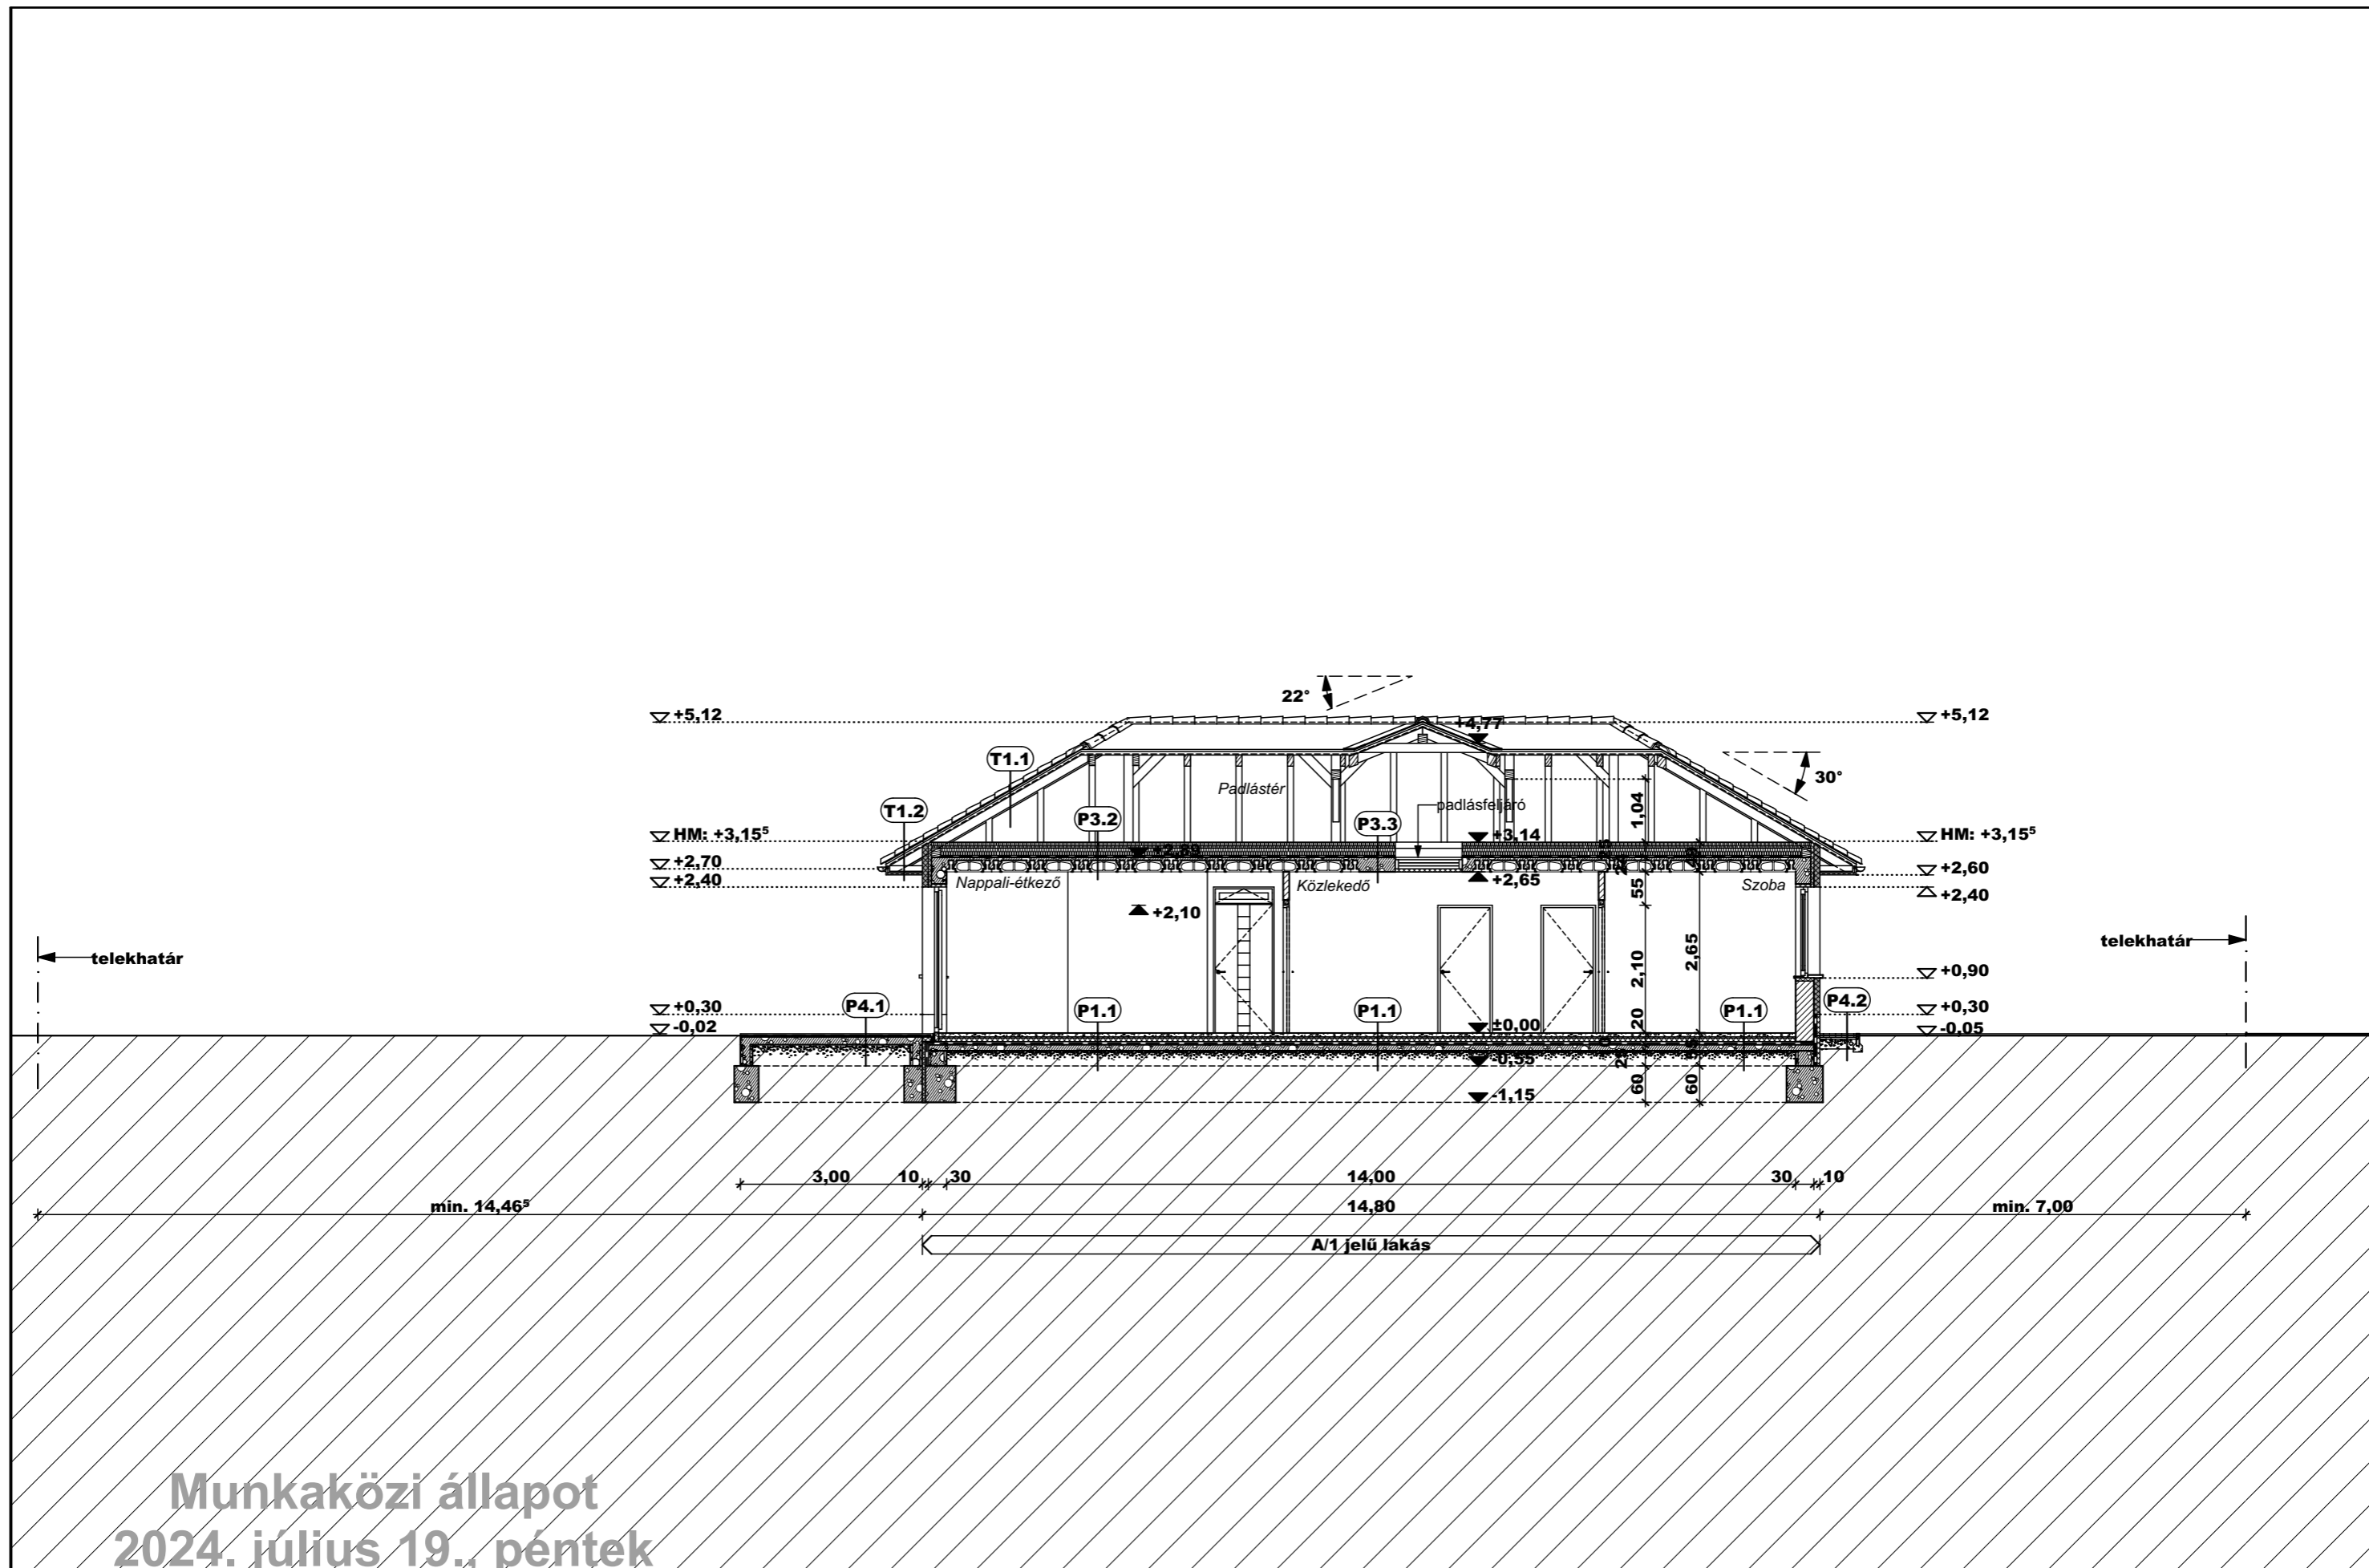 22°
+5,12
+5,12
+4,77
T1.1
30°
Padlástér
1,04
padlásfeljáró
T1.2
P3.2
P3.3
HM: +3,15⁵
+3,14
HM: +3,15⁵
+2,89
+2,70
+2,60
+2,40
Nappali-étkező
Közlekedő
+2,65
55
Szoba
+2,40
+2,10
telekhatár
telekhatár
2,10
2,65
+0,90
+0,30
P4.1
P1.1
P1.1
P1.1
P4.2
+0,30
-0,02
±0,00
20
-0,05
-0,55
60
60
-1,15
3,00
10
30
14,00
30
10
min. 14,46⁵
14,80
min. 7,00
A/1 jelű lakás
Munkaközi állapot
2024. július 19., péntek